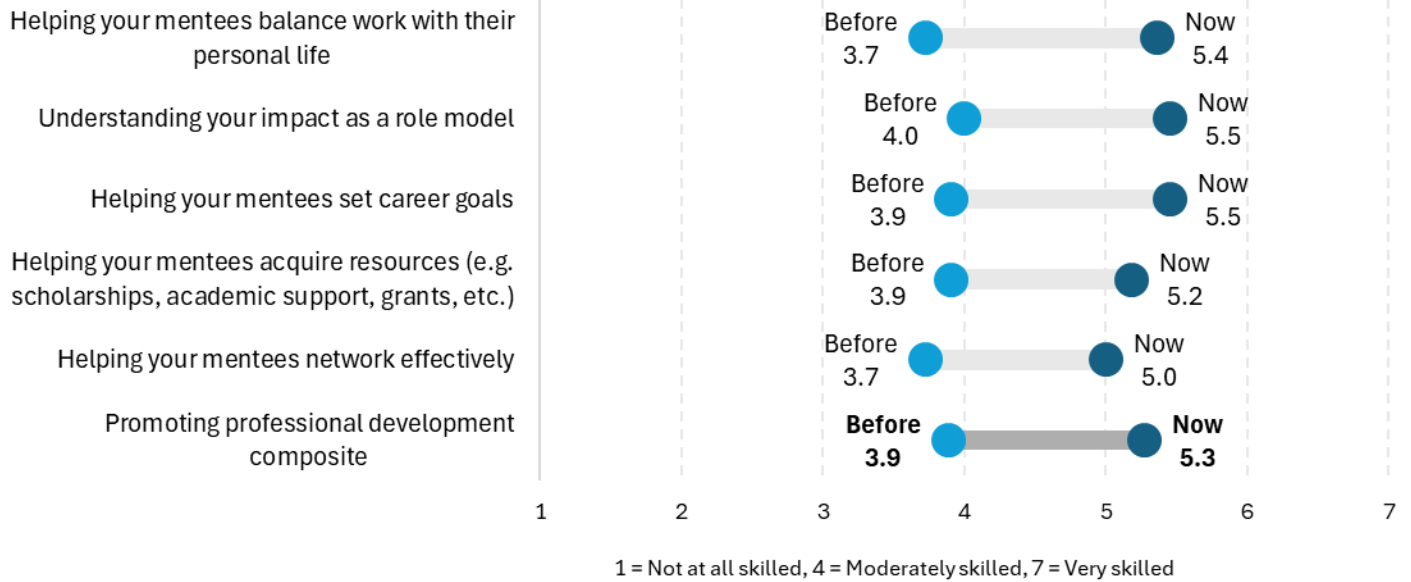 Helping your mentees balance work with their
personal life
Before
3.7
Now
5.4
Understanding your impact as a role model
Before
4.0
Now
5.5
Helping your mentees set career goals
Before
3.9
Now
5.5
Helping your mentees acquire resources (e.g.
scholarships, academic support, grants, etc.)
Before
3.9
Now
5.2
Helping your mentees network effectively
Before
3.7
Now
5.0
Promoting professional development
composite
Before
3.9
Now
5.3
1 2 3 4 5 6 7
1 = Not at all skilled, 4 = Moderately skilled, 7 = Very skilled